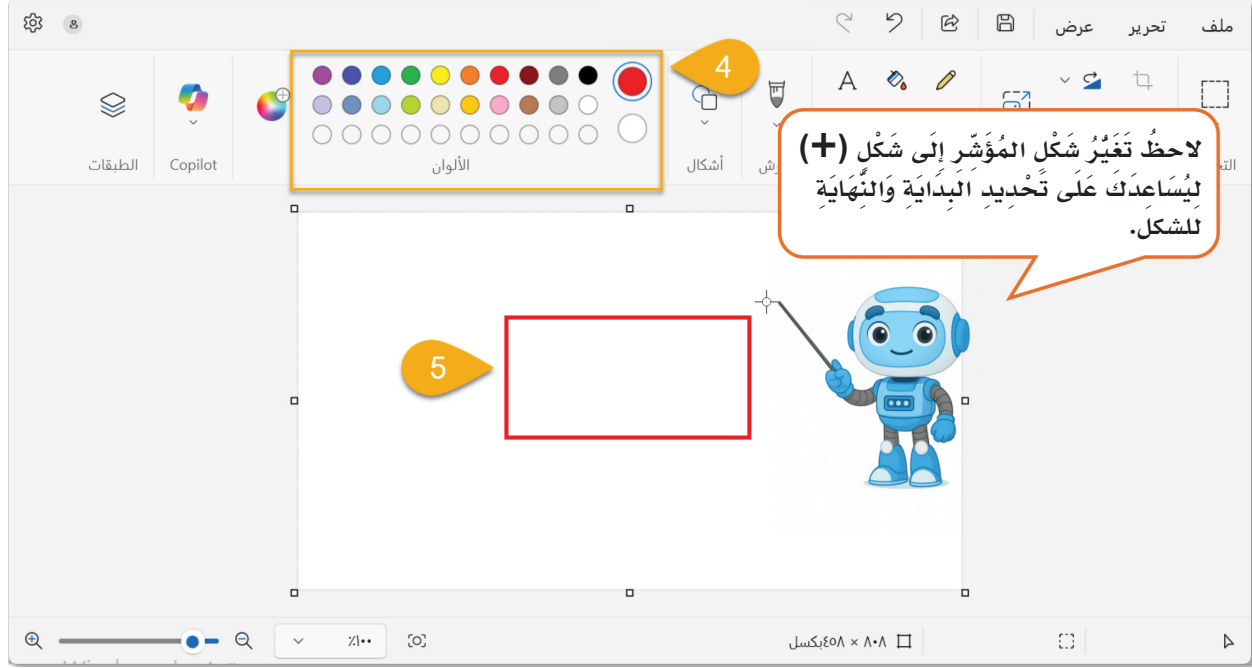 ملف
تحرير
عرض
4
A
لاحظُ تَغَيُّرُ شَكْلِ المُؤَشّرِ إِلَى شَكْلِ (+)
لِيُسَاعِدَكَ عَلَى تَحْدِيدِ البِدَايَةِ وَالنَّهَايَةِ
للشكل.
أشكال
الألوان
Copilot
الطبقات
5
٨٠٨ × ٤٥٨بكسل
٪١٠٠